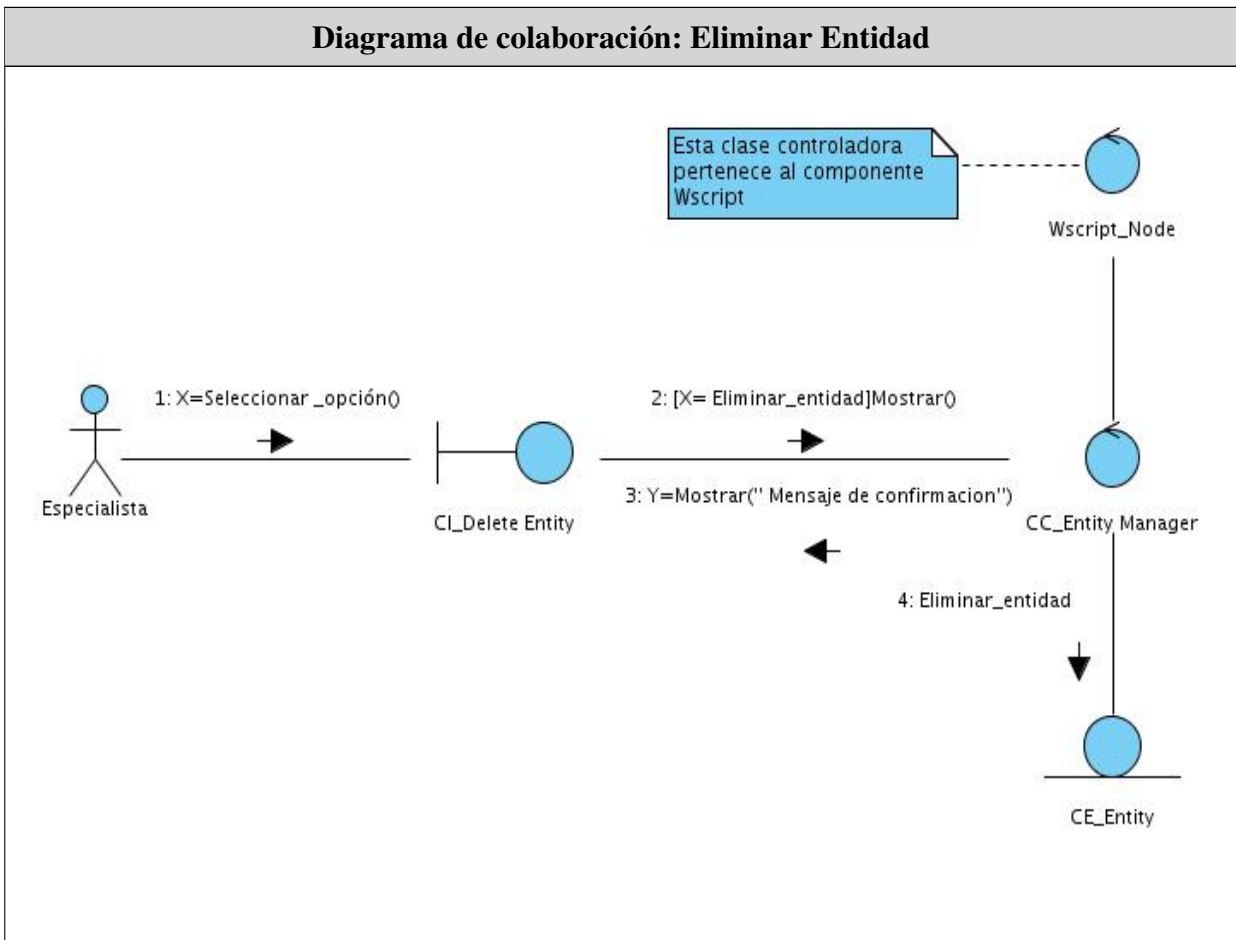 Diagrama de colaboración: Eliminar Entidad
Esta clase controladora
pertenece al componente
Wscript
Wscript_Node
1: X=Seleccionar _opción()
2: [X= Eliminar_entidad]Mostrar()
3: Y=Mostrar(" Mensaje de confirmacion")
Especialista
CI_Delete Entity
CC_Entity Manager
4: Eliminar_entidad
CE_Entity